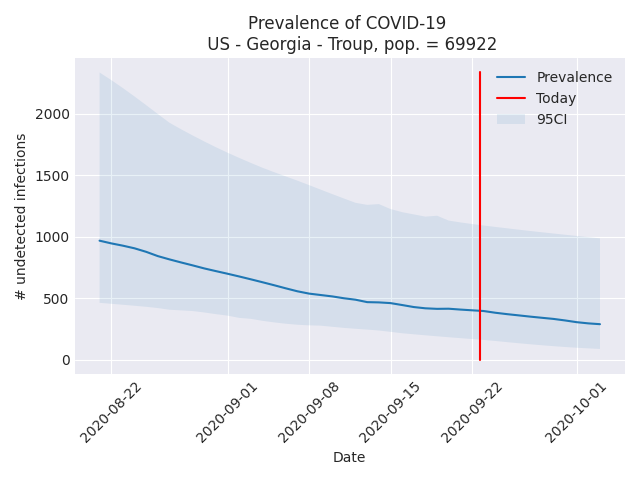 Prevalence of COVID-19
US - Georgia - Troup, pop. = 69922
Prevalence
Today
95CI
# undetected infections
2000
1500
1000
500
0
2020-08-22
2020-09-01
2020-09-08
2020-09-15
2020-09-22
2020-10-01
Date